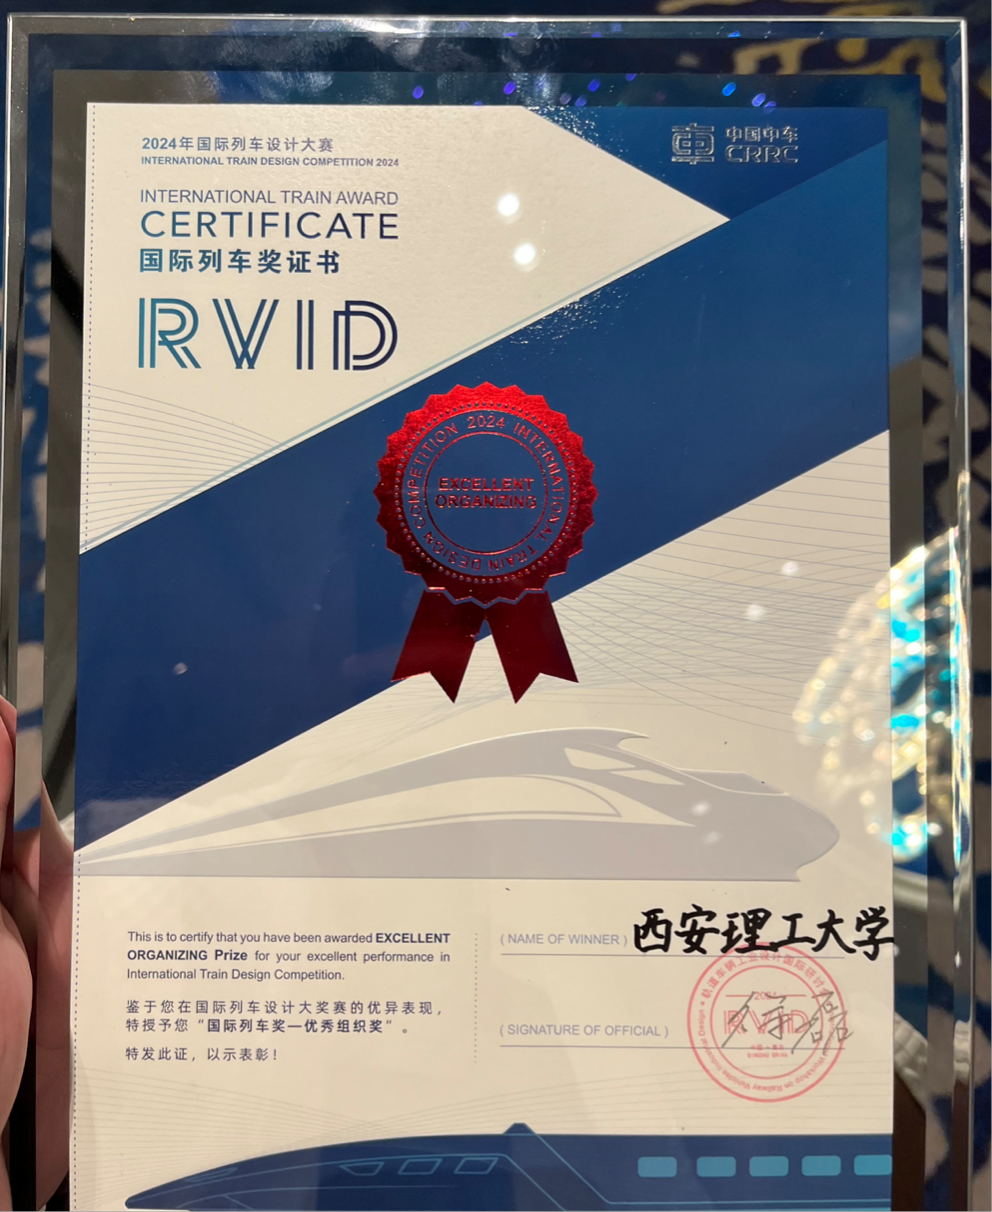 2024年国际列车设计大赛
INTERNATIONAL TRAIN DESIGN COMPETITION 2024
中国中车
CRRC
INTERNATIONAL TRAIN AWARD
CERTIFICATE
国际列车奖证书
RVID
2024 INTERNATIONAL TRAIN DESIGN COMPETITION
EXCELLENT
ORGANIZING
This is to certify that you have been awarded EXCELLENT
ORGANIZING Prize for your excellent performance in
International Train Design Competition.
鉴于您在国际列车设计大奖赛的优异表现，
特授予您“国际列车奖—优秀组织奖”。
特发此证，以示表彰！
( NAME OF WINNER )
西安理工大学
( SIGNATURE OF OFFICIAL )
2024
RVID